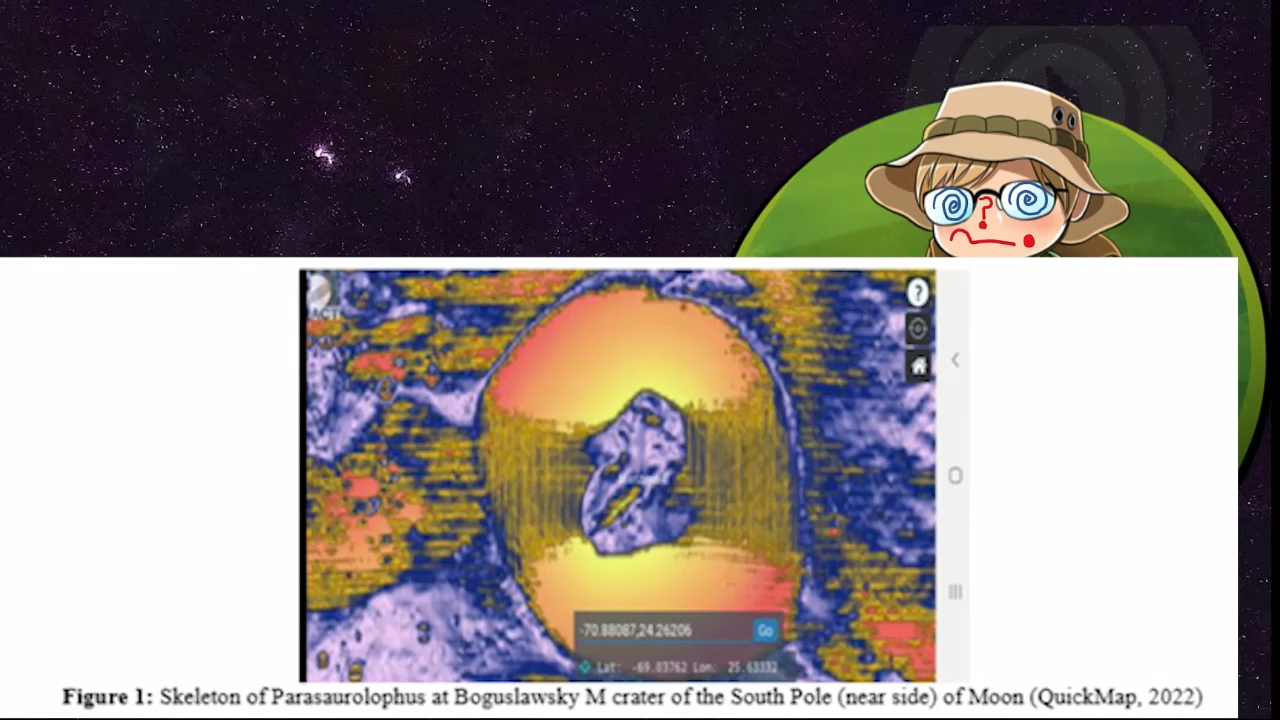 ?
?
-70.88087,24.26206 Go
Lat: -69.03762 Lon: 25.63332
Figure 1: Skeleton of Parasaurolophus at Boguslawsky M crater of the South Pole (near side) of Moon (QuickMap, 2022)